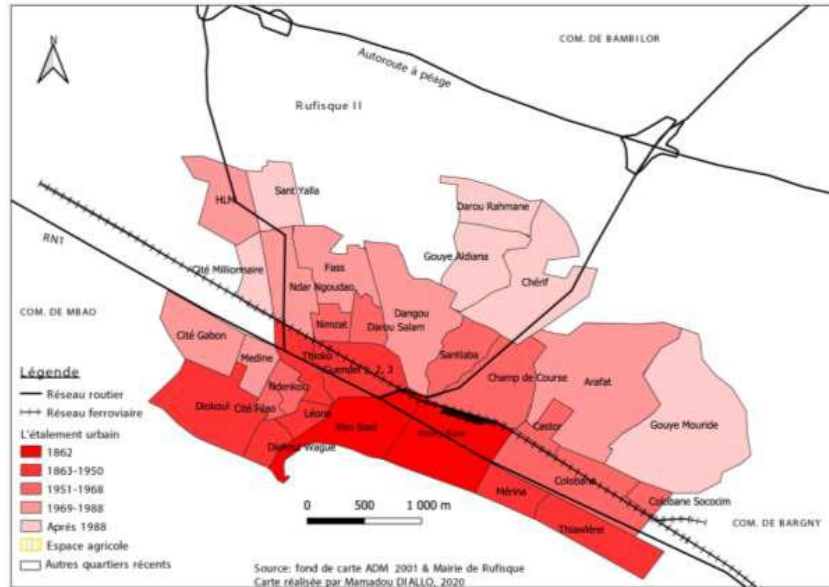 N
COM. DE BAMBILOR
Autoroute à péage
Rufisque II
HLM
Sant Yalla
Darou Rahmane
RN1
Gouye Aldiana
Cité Millionnaire
Fass
Chérif
Ndar Ngoudao
COM. DE MBAO
Dangou
Nimzat
Darou Salam
Cité Gabon
Santiaba
Thioko
Medine
Guendel 1, 2, 3
Champ de Course
Arafat
Légende
Réseau routier
Réseau ferroviaire
L'étalement urbain
1862
1863-1950
1951-1968
1969-1988
Aprés 1988
Espace agricole
Autres quartiers récents
Diokoul
Cité Filao
Léona
Castor
Gouye Mouride
Diokoul Wague
Colobane
Mérina
Colobane Sococim
Thiawlène
COM. DE BARGNY
0 500 1 000 m
Source: fond de carte ADM 2001 & Mairie de Rufisque
Carte réalisée par Mamadou DIALLO, 2020